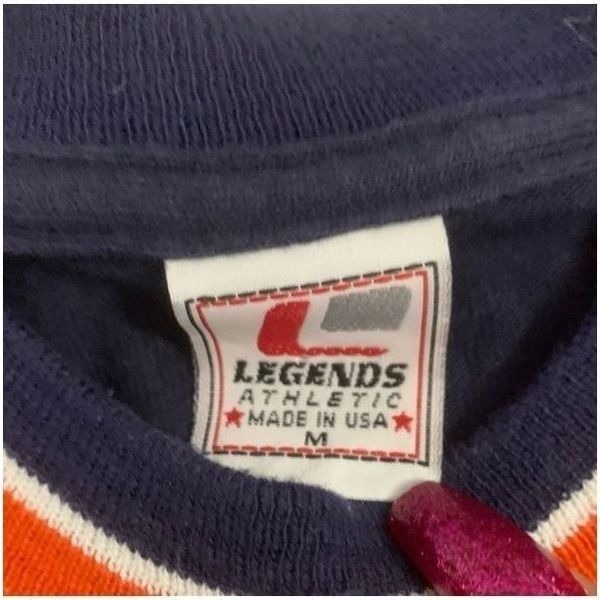 LEGENDS
ATHLETIC
★MADE IN USA★
M